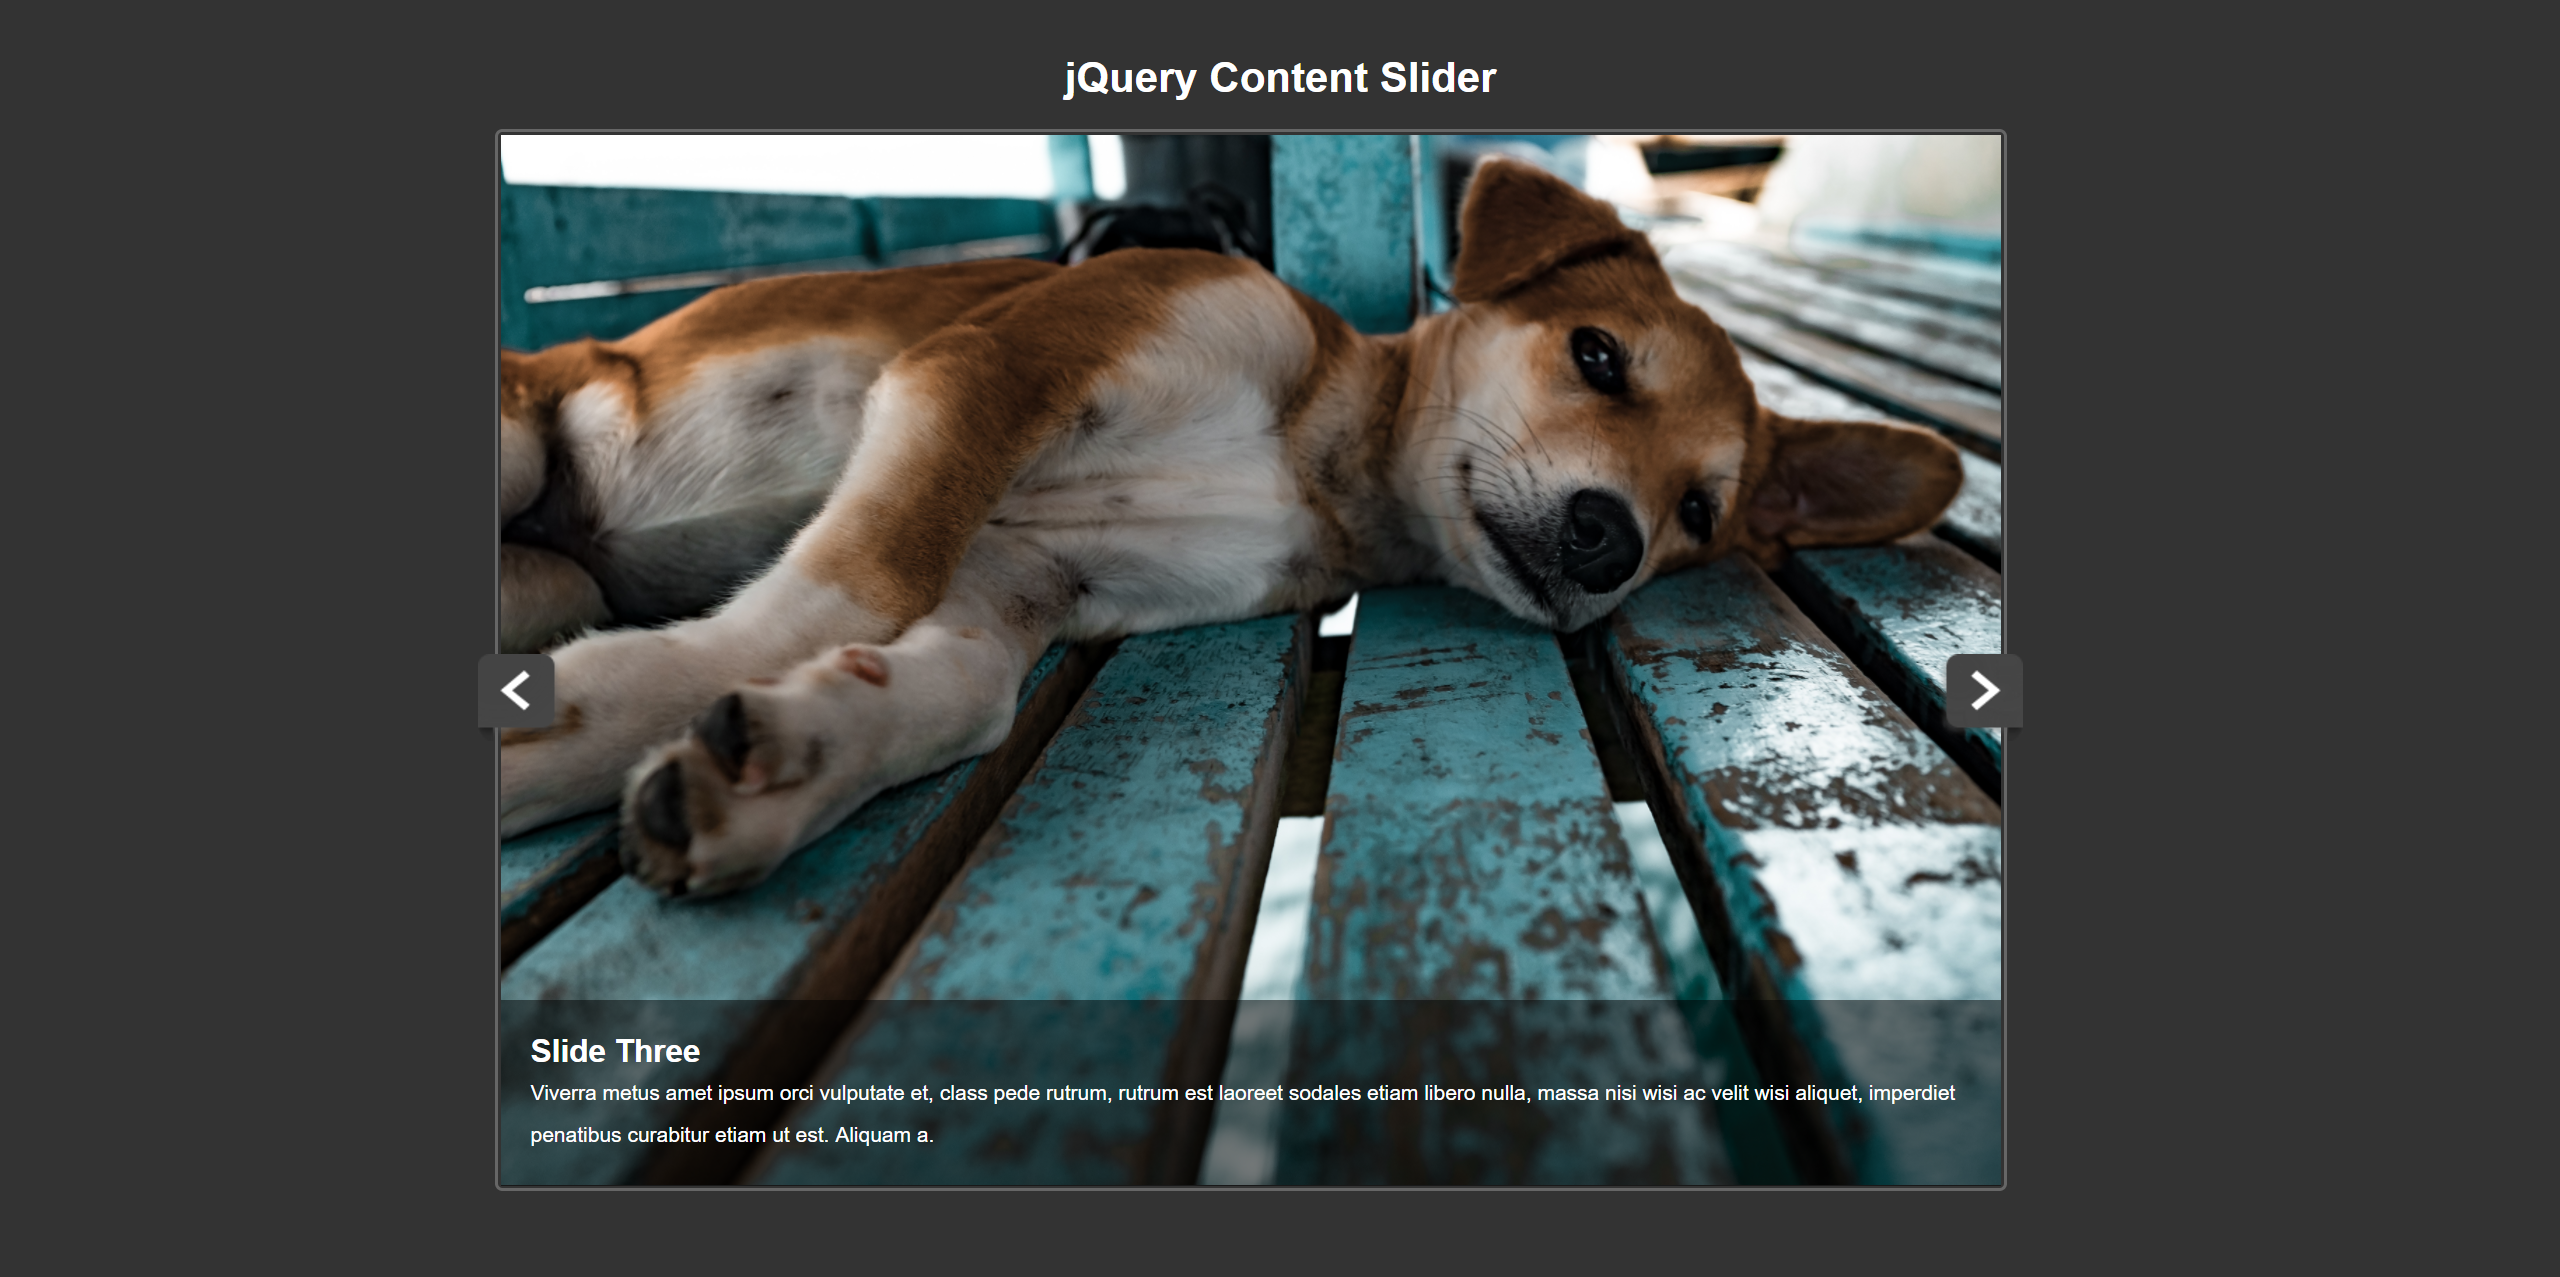 jQuery Content Slider
Slide Three
Viverra metus amet ipsum orci vulputate et, class pede rutrum, rutrum est laoreet sodales etiam libero nulla, massa nisi wisi ac velit wisi aliquet, imperdiet
penatibus curabitur etiam ut est. Aliquam a.